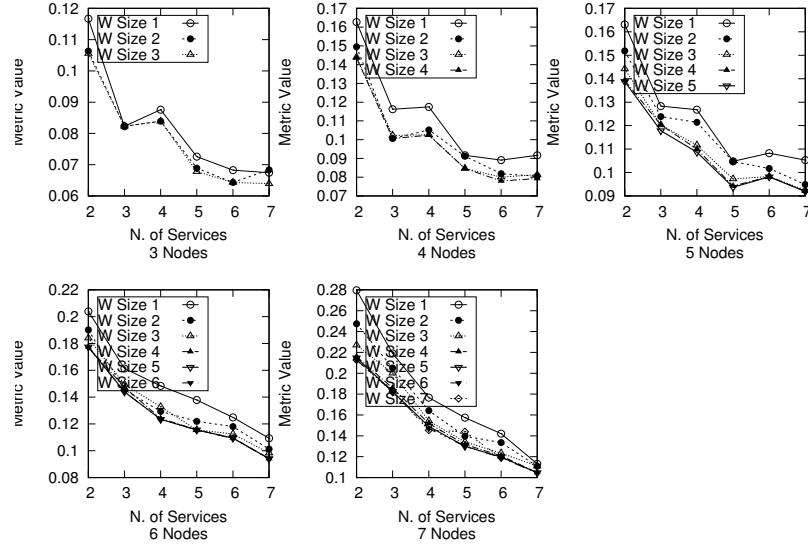 0.12
0.11
0.1
0.09
0.08
0.07
0.06
Metric Value
W Size 1
W Size 2
W Size 3
2 3 4 5 6 7
N. of Services
3 Nodes
0.17
0.16
0.15
0.14
0.13
0.12
0.11
0.1
0.09
0.08
0.07
Metric Value
W Size 1
W Size 2
W Size 3
W Size 4
2 3 4 5 6 7
N. of Services
4 Nodes
0.17
0.16
0.15
0.14
0.13
0.12
0.11
0.1
0.09
W Size 1
W Size 2
W Size 3
W Size 4
W Size 5
2 3 4 5 6 7
N. of Services
5 Nodes
0.22
0.2
0.18
0.16
0.14
0.12
0.1
0.08
Metric Value
W Size 1
W Size 2
W Size 3
W Size 4
W Size 5
W Size 6
2 3 4 5 6 7
N. of Services
6 Nodes
0.28
0.26
0.24
0.22
0.2
0.18
0.16
0.14
0.12
0.1
Metric Value
W Size 1
W Size 2
W Size 3
W Size 4
W Size 5
W Size 6
W Size 7
2 3 4 5 6 7
N. of Services
7 Nodes